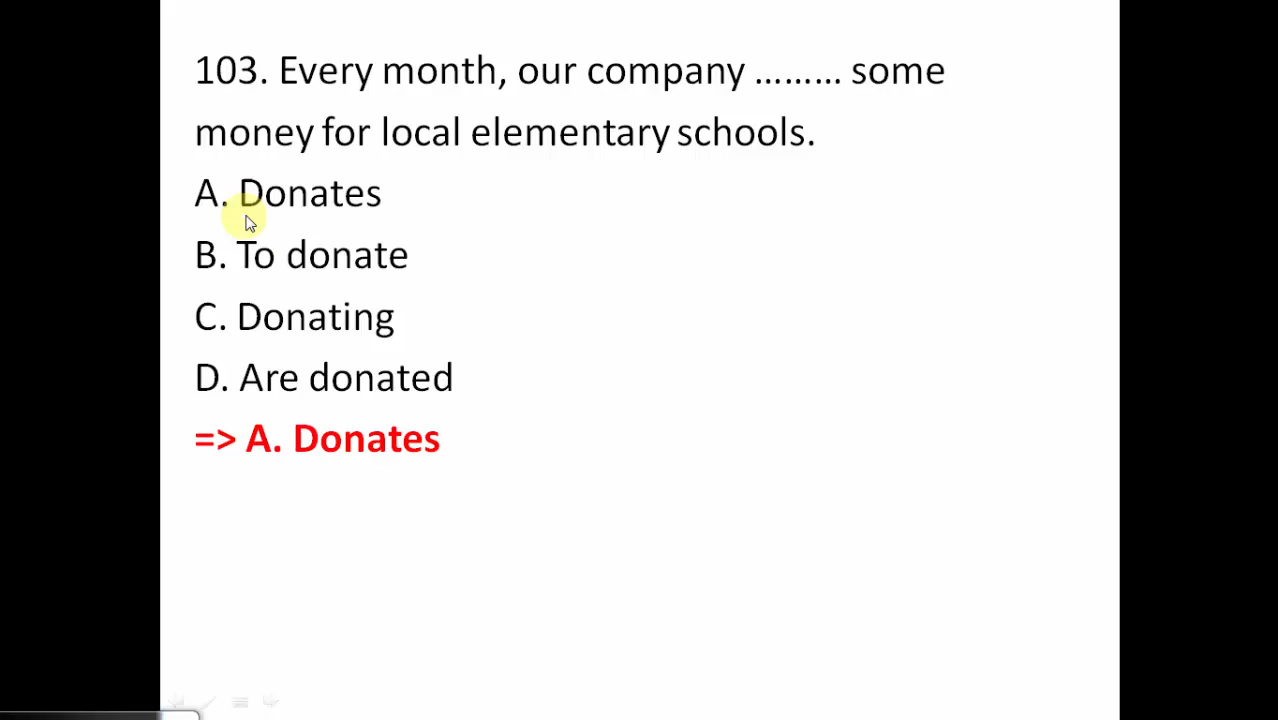 103. Every month, our company ……... some
money for local elementary schools.
A. Donates
B. To donate
C. Donating
D. Are donated
=> A. Donates